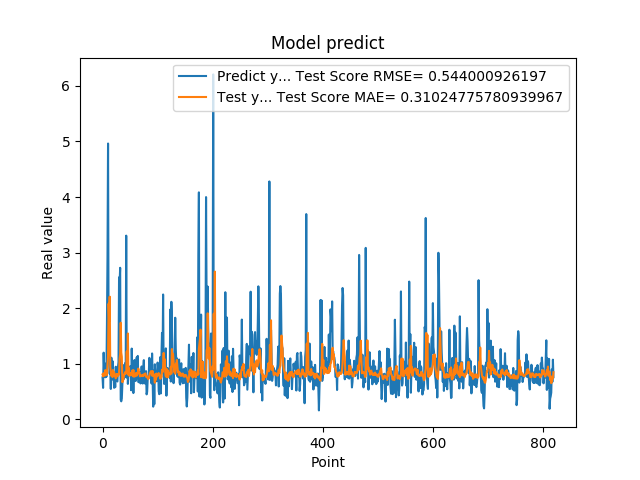 Model predict
Predict y... Test Score RMSE= 0.544000926197
Test y... Test Score MAE= 0.31024775780939967
Real value
6
5
4
3
2
1
0
0 200 400 600 800
Point